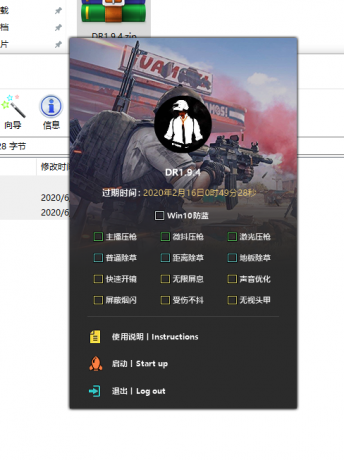 载
档
片
DR1.9.4.zip
向导
信息
28 字节
修改时间
2020/6
2020/6
DR1.9.4
过期时间：2020年2月16日0时49分28秒
Win10防蓝
主播压枪 微抖压枪 激光压枪
普通除草 距离除草 地板除草
快速开镜 无限屏息 声音优化
屏蔽烟闪 受伤不抖 无视头甲
使用说明丨Instructions
启动丨Start up
退出丨Log out